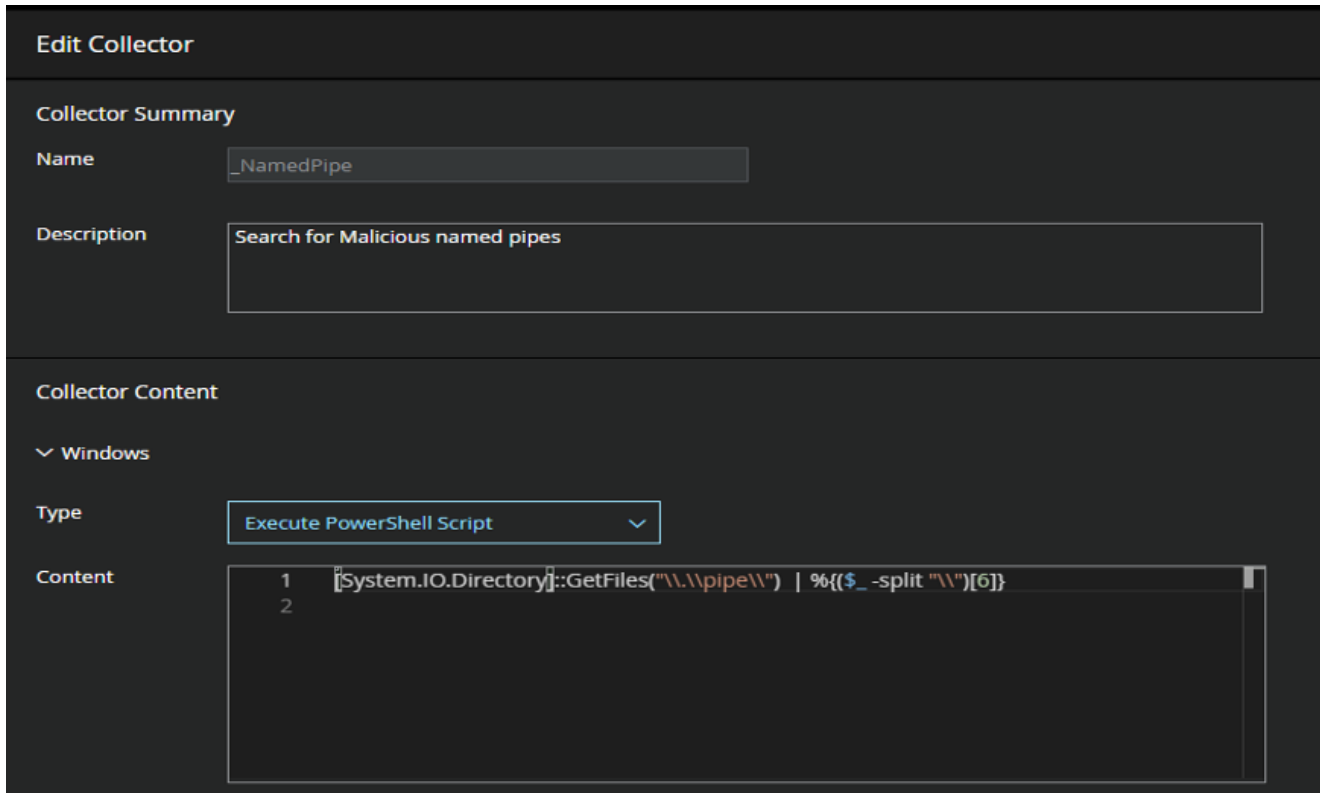 Edit Collector
Collector Summary
Name
_NamedPipe
Description
Search for Malicious named pipes
Collector Content
Windows
Type
Execute PowerShell Script
Content
1 [System.IO.Directory]::GetFiles("\\.\\pipe\\") | %{($_ -split "\\")[6]}
2